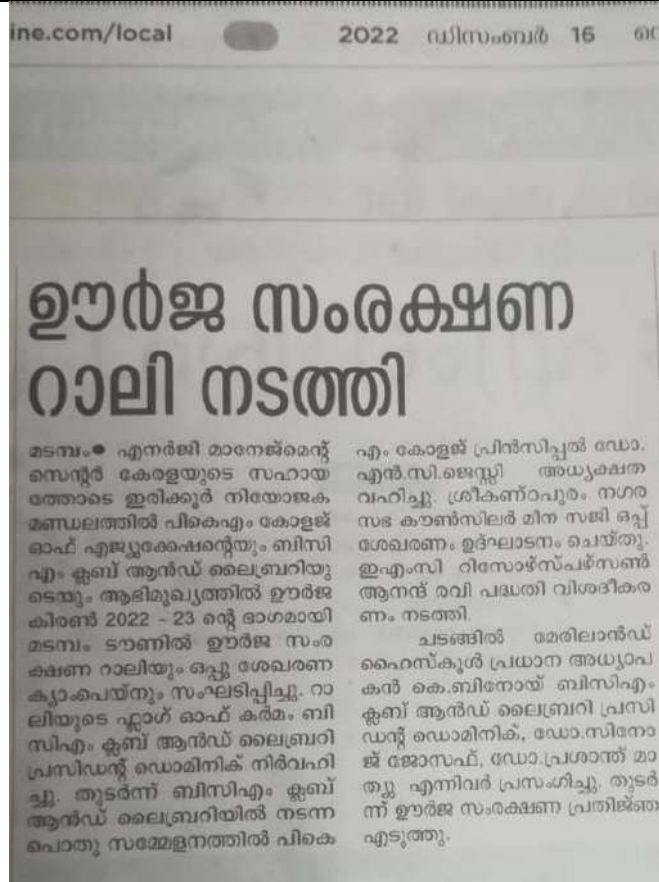 ine.com/local 2022 ഡിസംബർ 16
ഊർജ സംരക്ഷണ
റാലി നടത്തി
മടമ്പം● എനർജി മാനേജ്മെന്റ്
സെന്റർ കേരളയുടെ സഹായ
ത്തോടെ ഇരിക്കൂർ നിയോജക
മണ്ഡലത്തിൽ പികെഎം കോളജ്
ഓഫ് എജ്യൂക്കേഷന്റെയും ബിസി
എം ക്ലബ് ആൻഡ് ലൈബ്രറിയു
ടെയും ആഭിമുഖ്യത്തിൽ ഊർജ
കിരൺ 2022 - 23 ന്റെ ഭാഗമായി
മടമ്പം ടൗണിൽ ഊർജ സംര
ക്ഷണ റാലിയും ഒപ്പു ശേഖരണ
ക്യാംപെയ്നും സംഘടിപ്പിച്ചു. റാ
ലിയുടെ ഫ്ലാഗ് ഓഫ് കർമം ബി
സിഎം ക്ലബ് ആൻഡ് ലൈബ്രറി
പ്രസിഡന്റ് ഡൊമിനിക് നിർവഹി
ച്ചു. തുടർന്ന് ബിസിഎം ക്ലബ്
ആൻഡ് ലൈബ്രറിയിൽ നടന്ന
പൊതു സമ്മേളനത്തിൽ പികെ
എം കോളജ് പ്രിൻസിപ്പൽ ഡോ.
എൻ.സി.ജെസ്സി അധ്യക്ഷത
വഹിച്ചു. ശ്രീകണ്ഠാപുരം നഗര
സഭ കൗൺസിലർ മീന സജി ഒപ്പ്
ശേഖരണം ഉദ്ഘാടനം ചെയ്തു.
ഇഎംസി റിസോഴ്സ്പഴ്സൺ
ആനന്ദ് രവി പദ്ധതി വിശദീകര
ണം നടത്തി.
ചടങ്ങിൽ മേരിലാൻഡ്
ഹൈസ്കൂൾ പ്രധാന അധ്യാപ
കൻ കെ.ബിനോയ് ബിസിഎം
ക്ലബ് ആൻഡ് ലൈബ്രറി പ്രസി
ഡന്റ് ഡൊമിനിക്, ഡോ.സിനോ
ജ് ജോസഫ്, ഡോ.പ്രശാന്ത് മാ
ത്യു എന്നിവർ പ്രസംഗിച്ചു. തുടർ
ന്ന് ഊർജ സംരക്ഷണ പ്രതിജ്ഞ
എടുത്തു.